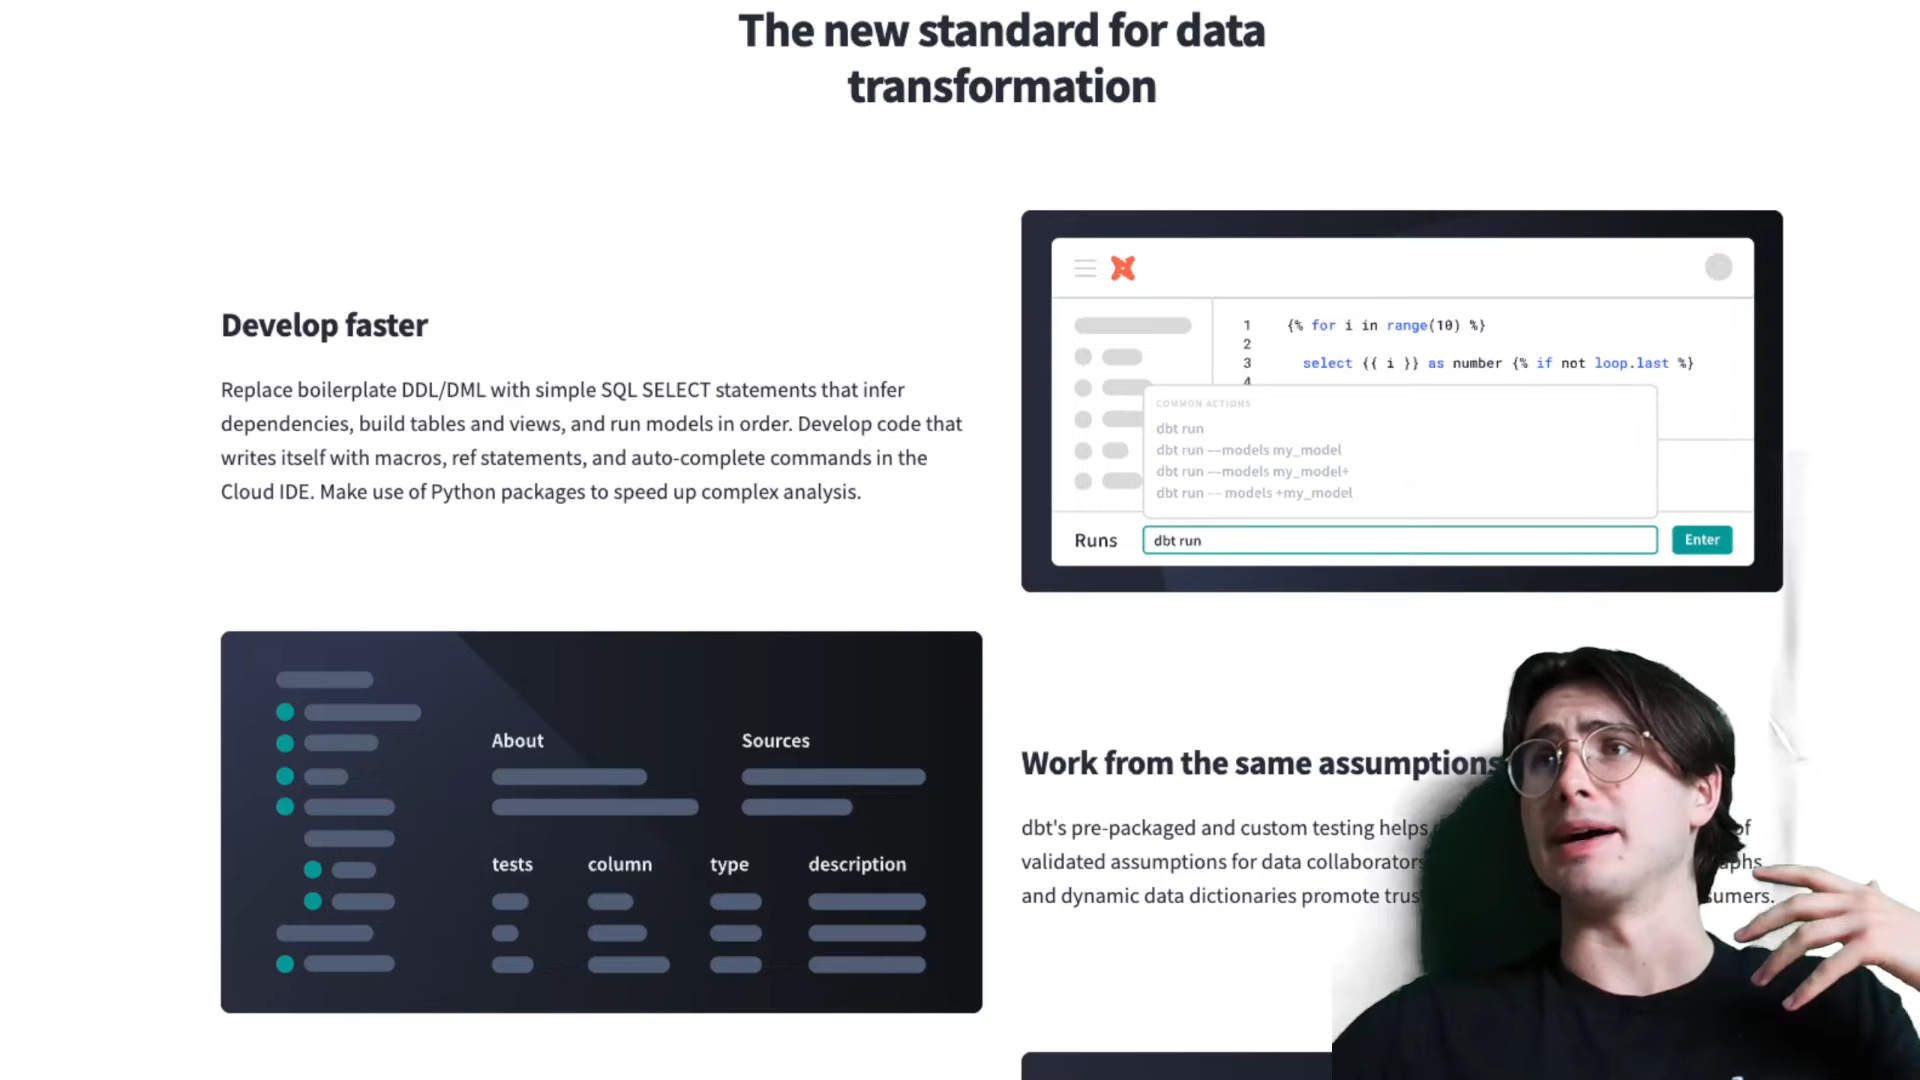 The new standard for data
transformation
Develop faster
Replace boilerplate DDL/DML with simple SQL SELECT statements that infer
dependencies, build tables and views, and run models in order. Develop code that
writes itself with macros, ref statements, and auto-complete commands in the
Cloud IDE. Make use of Python packages to speed up complex analysis.
1 {% for i in range(10) %}
2
3 select {{ i }} as number {% if not loop.last %}
4
COMMON ACTIONS
dbt run
dbt run --models my_model
dbt run --models my_model+
dbt run -- models +my_model
Runs
dbt run
Enter
About
Sources
tests
column
type
description
Work from the same assumptions
dbt's pre-packaged and custom testing helps of
validated assumptions for data collaborators
and dynamic data dictionaries promote